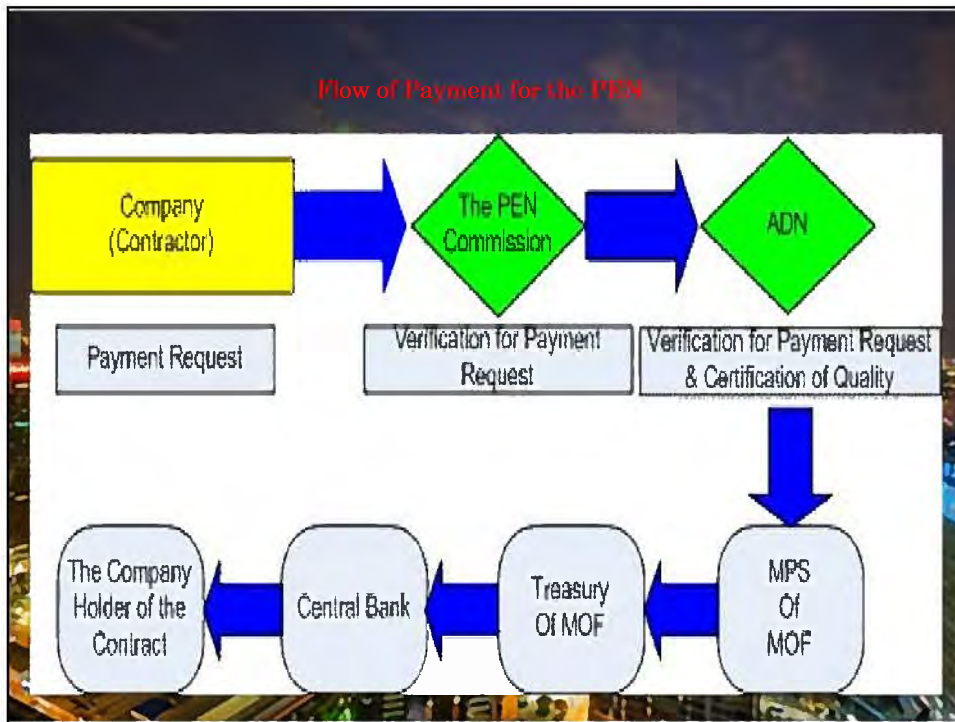 Flow of Payment for the PEN
Company
(Contractor)
The PEN
Commission
ADN
Payment Request
Verification for Payment
Request
Verification for Payment Request
& Certification of Quality
The Company
Holder of the
Contract
Central Bank
Treasury
Of MOF
MPS
Of
MOF